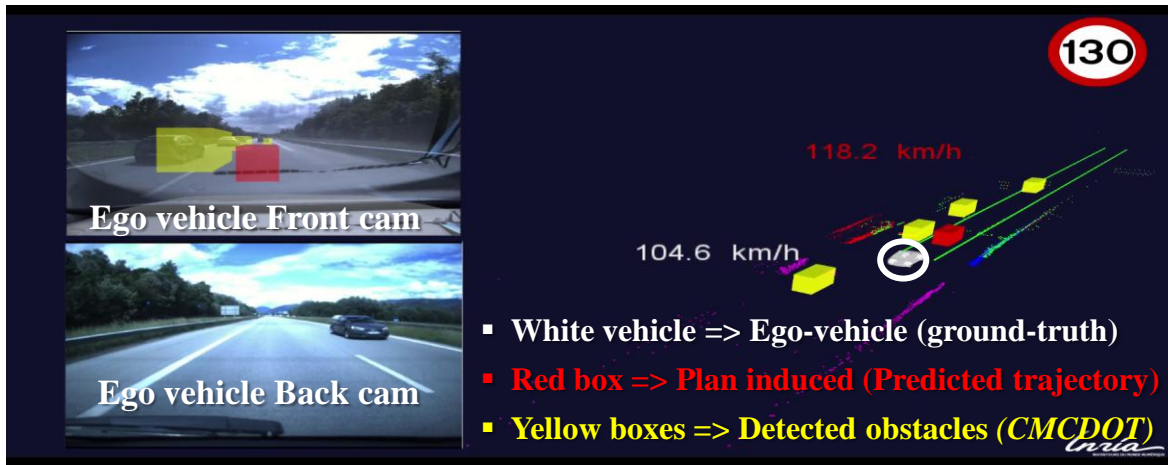 130
118.2 km/h
104.6 km/h
Ego vehicle Front cam
Ego vehicle Back cam
▪ White vehicle => Ego-vehicle (ground-truth)
▪ Red box => Plan induced (Predicted trajectory)
▪ Yellow boxes => Detected obstacles (CMCDOT)
Inria